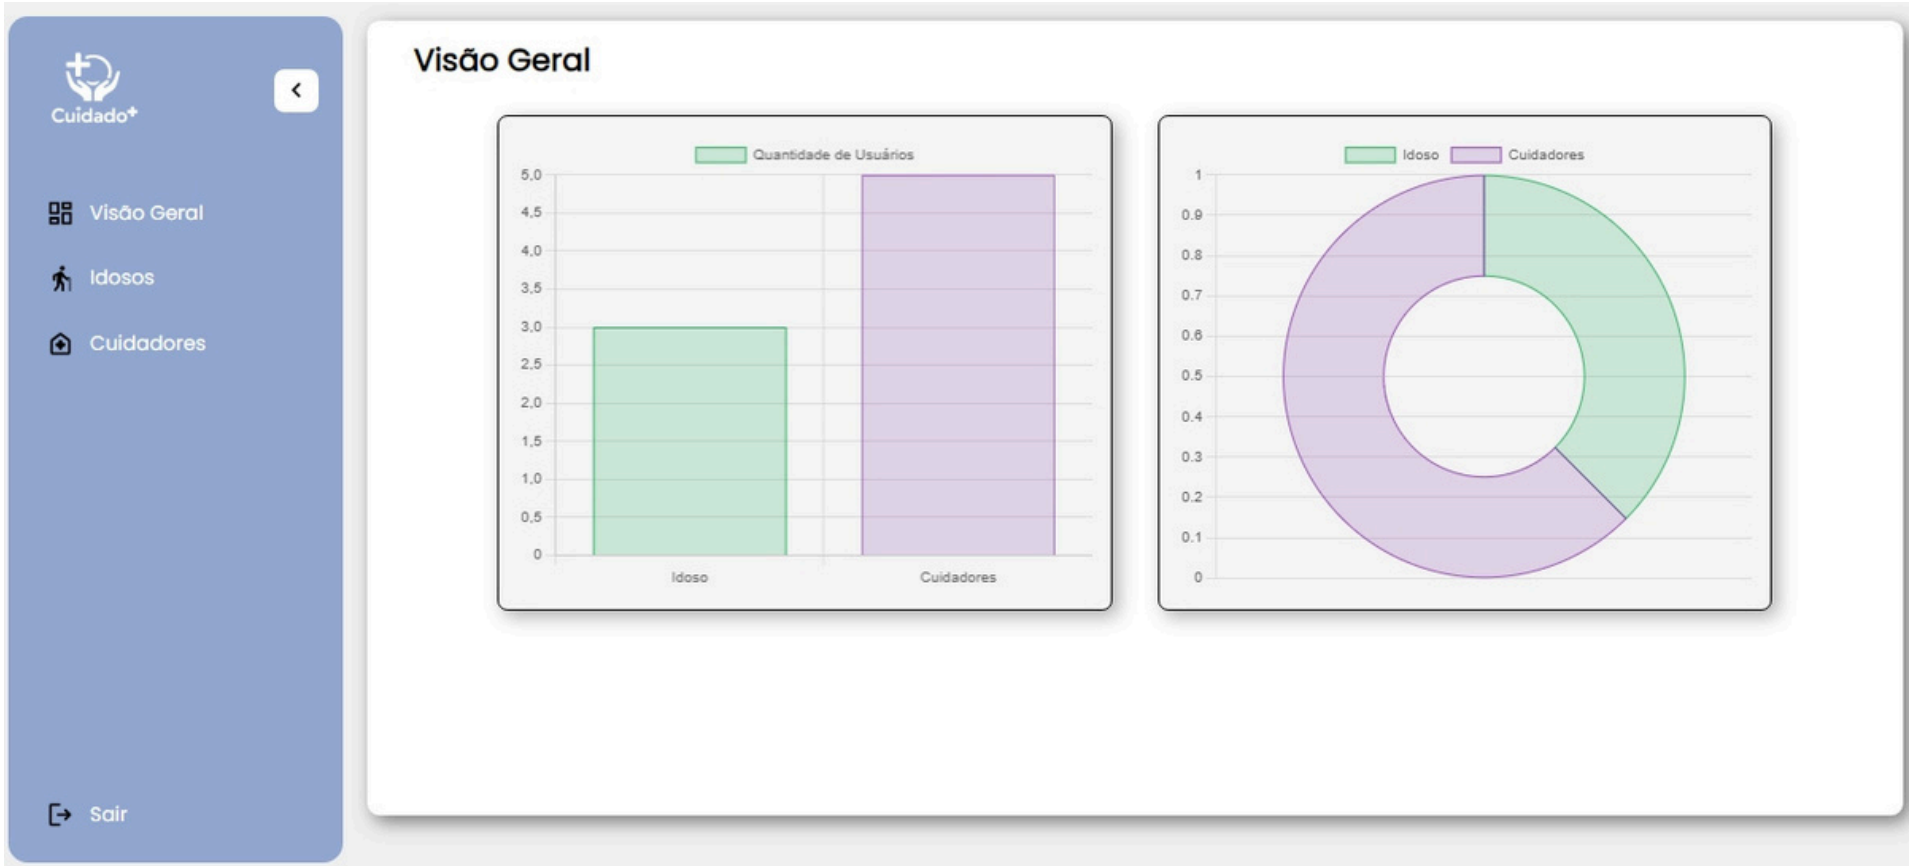 Cuidado+
Visão Geral
Idosos
Cuidadores
Sair
Visão Geral
Quantidade de Usuários
5,0
4,5
4,0
3,5
3,0
2,5
2,0
1,5
1,0
0,5
0
Idoso Cuidadores
Idoso Cuidadores
1
0.9
0.8
0.7
0.6
0.5
0.4
0.3
0.2
0.1
0